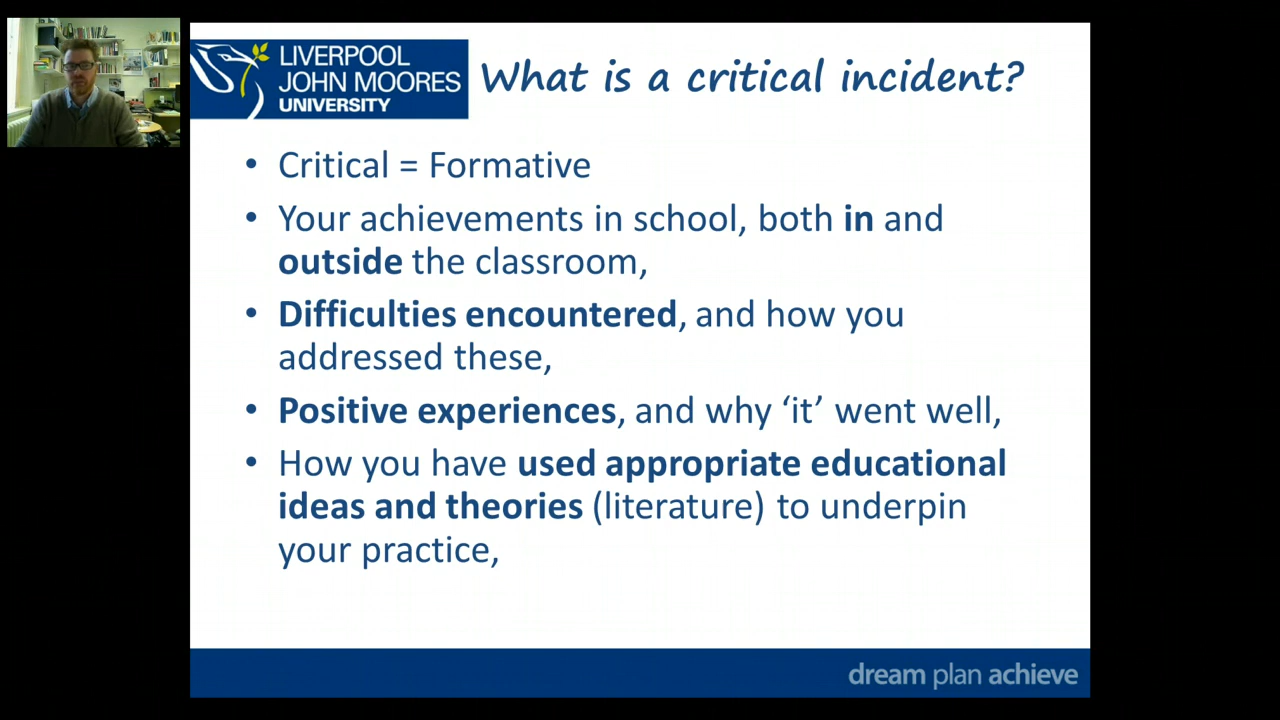 LIVERPOOL
JOHN MOORES
UNIVERSITY
What is a critical incident?
• Critical = Formative
• Your achievements in school, both in and
outside the classroom,
• Difficulties encountered, and how you
addressed these,
• Positive experiences, and why ‘it’ went well,
• How you have used appropriate educational
ideas and theories (literature) to underpin
your practice,
dream plan achieve